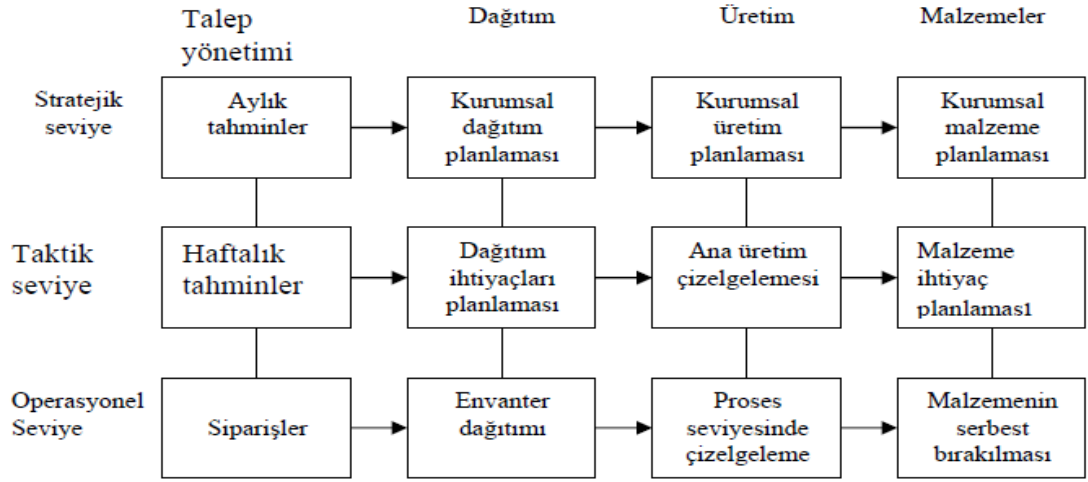 Talep
yönetimi
Dağıtım
Üretim
Malzemeler
Stratejik
seviye
Aylık
tahminler
Kurumsal
dağıtım
planlaması
Kurumsal
üretim
planlaması
Kurumsal
malzeme
planlaması
Taktik
seviye
Haftalık
tahminler
Dağıtım
ihtiyaçları
planlaması
Ana üretim
çizelgelemesi
Malzeme
ihtiyaç
planlaması
Operasyonel
Seviye
Siparişler
Envanter
dağıtımı
Proses
seviyesinde
çizelgeleme
Malzemenin
serbest
bırakılması